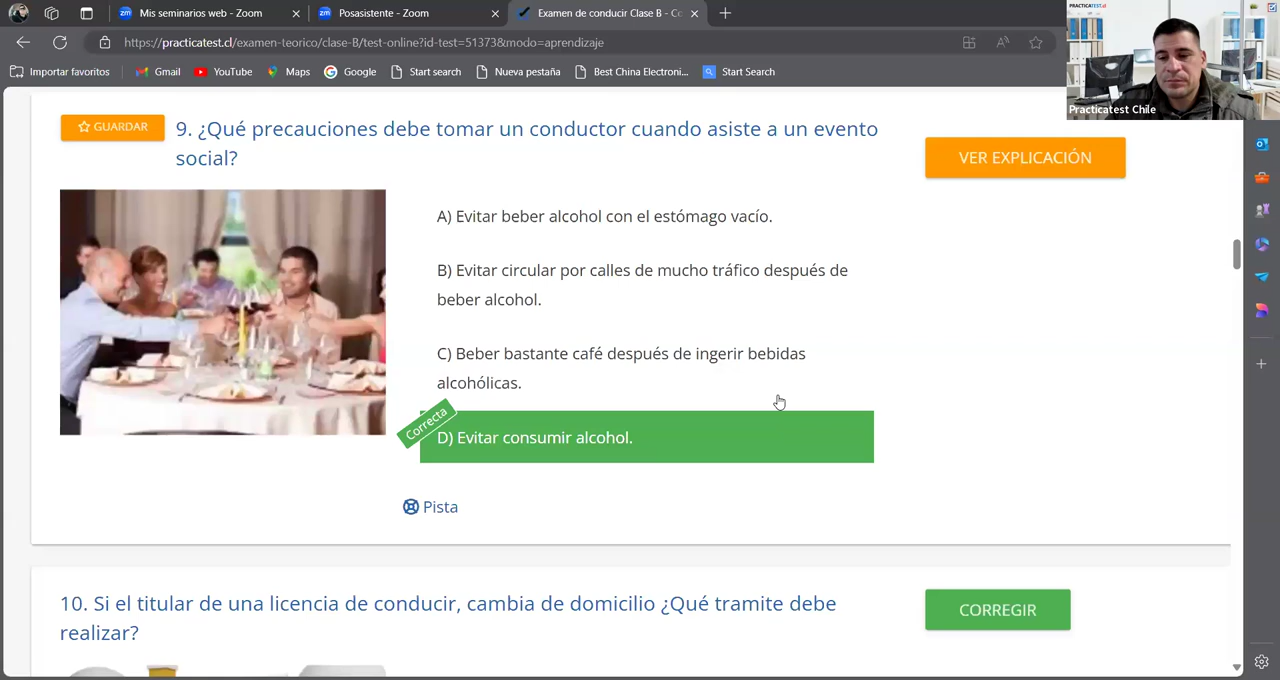 Mis seminarios web - Zoom
Posasistente - Zoom
Examen de conducir Clase B - Co
https://practicatest.cl/examen-teorico/clase-B/test-online?id-test=51373&modo=aprendizaje
Importar favoritos
Gmail
YouTube
Maps
Google
Start search
Nueva pestaña
Best China Electroni...
Start Search
PRACTICATEST.cl
Practicatest Chile
GUARDAR
9. ¿Qué precauciones debe tomar un conductor cuando asiste a un evento
social?
VER EXPLICACIÓN
A) Evitar beber alcohol con el estómago vacío.
B) Evitar circular por calles de mucho tráfico después de
beber alcohol.
C) Beber bastante café después de ingerir bebidas
alcohólicas.
Correcta
D) Evitar consumir alcohol.
Pista
10. Si el titular de una licencia de conducir, cambia de domicilio ¿Qué tramite debe
realizar?
CORREGIR